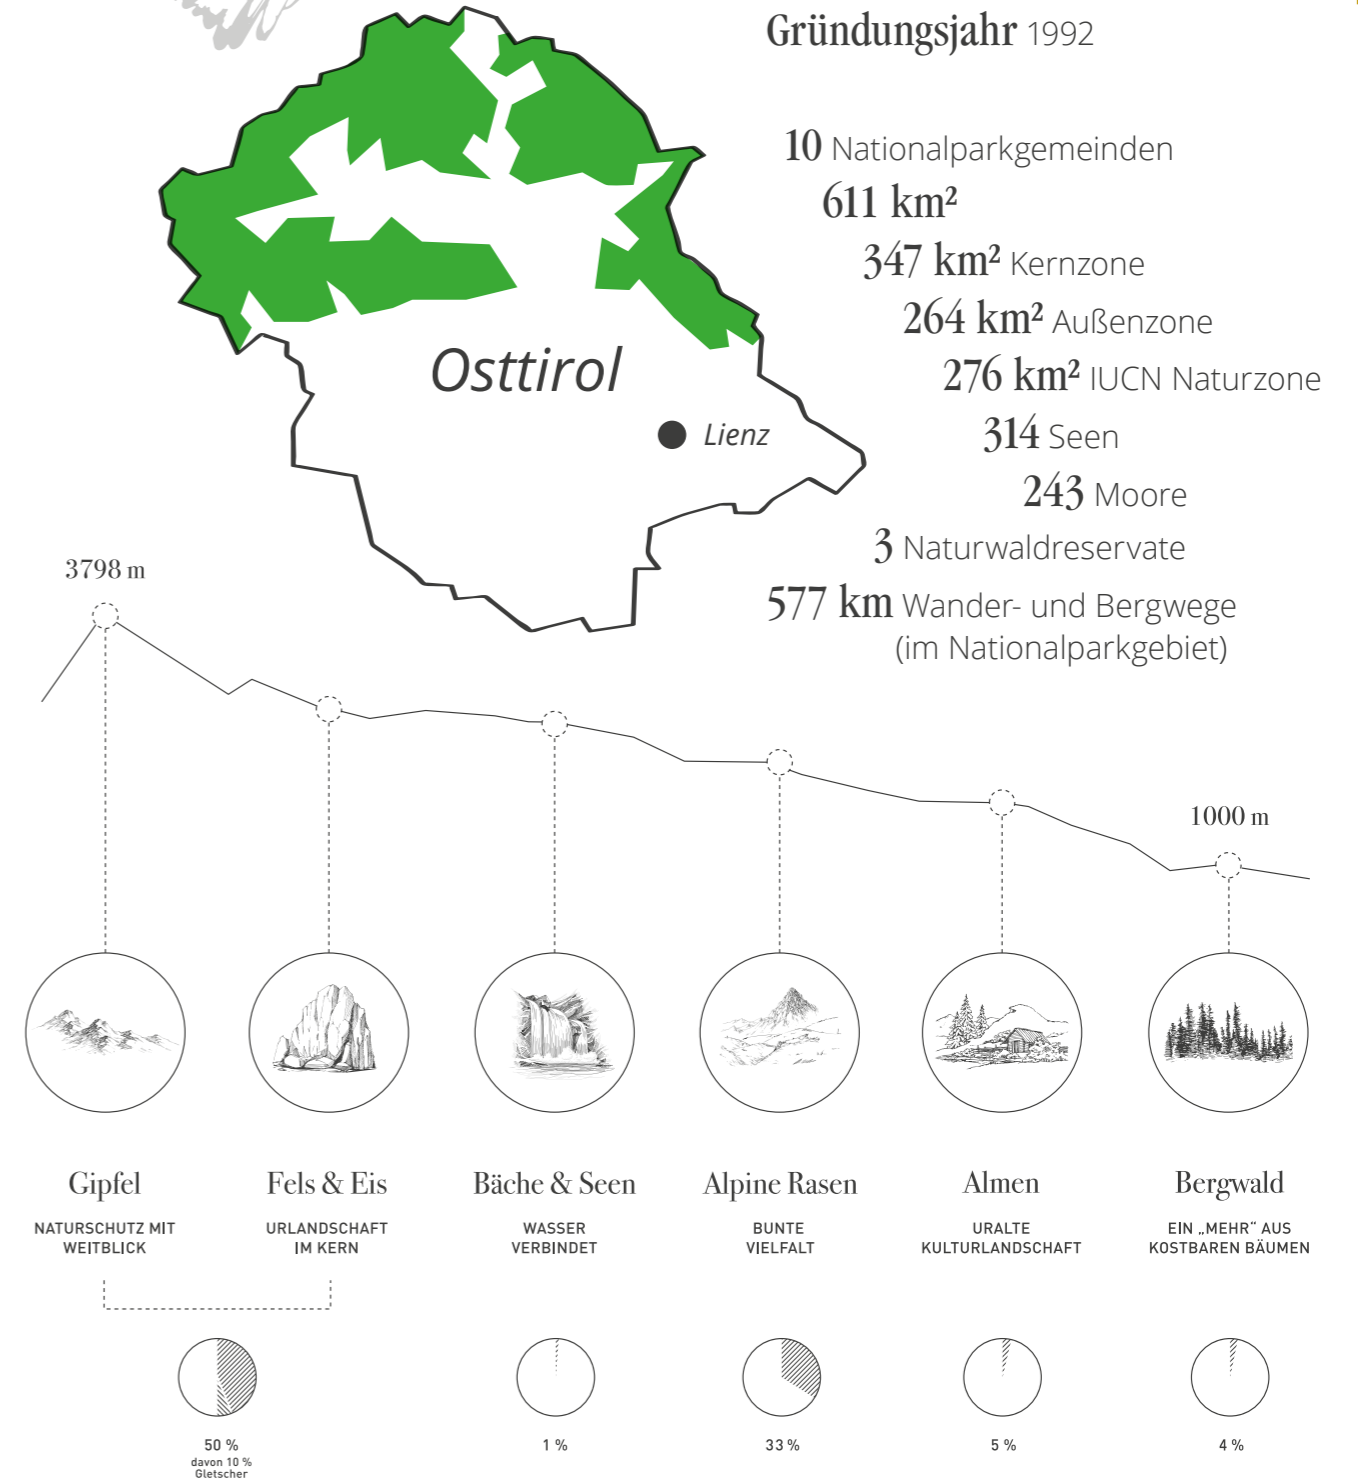 Gründungsjahr 1992
10 Nationalparkgemeinden
611 km²
347 km² Kernzone
264 km² Außenzone
276 km² IUCN Naturzone
314 Seen
243 Moore
3 Naturwaldreservate
577 km Wander- und Bergwege
(im Nationalparkgebiet)
Osttirol
Lienz
3798 m
1000 m
Gipfel
NATURSCHUTZ MIT
WEITBLICK
Fels & Eis
URLANDSCHAFT
IM KERN
Bäche & Seen
WASSER
VERBINDET
Alpine Rasen
BUNTE
VIELFALT
Almen
URALTE
KULTURLANDSCHAFT
Bergwald
EIN „MEHR“ AUS
KOSTBAREN BÄUMEN
50 %
davon 10 %
Gletscher
1 %
33 %
5 %
4 %